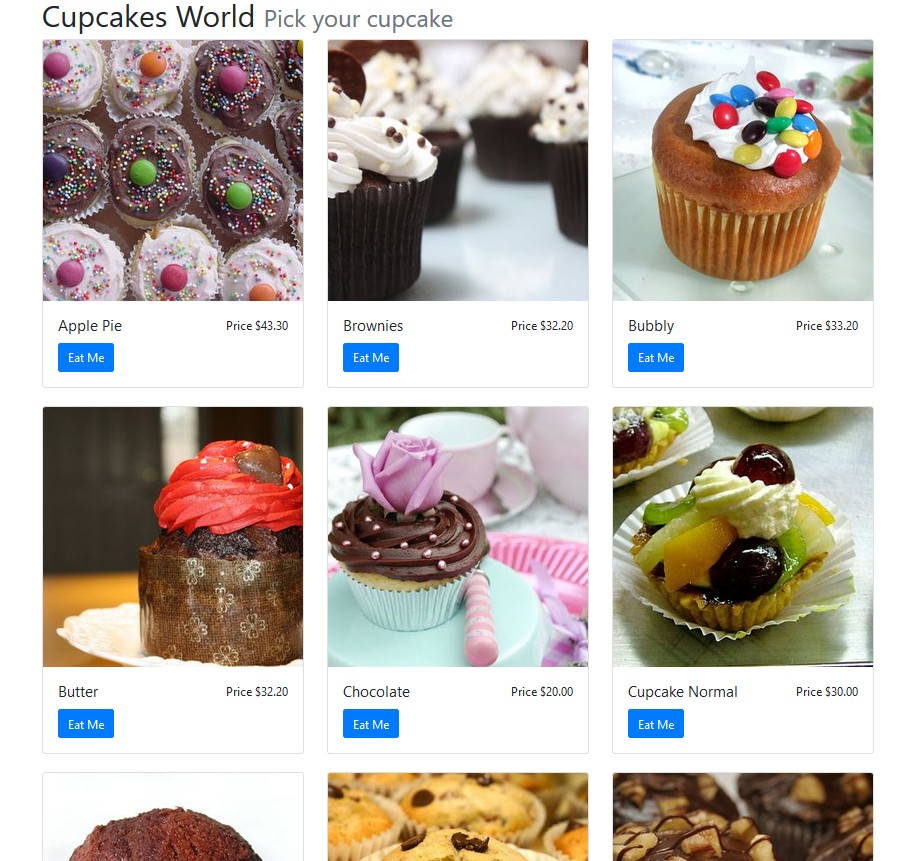 Cupcakes World Pick your cupcake
Apple Pie Price $43.30
Eat Me
Brownies Price $32.20
Eat Me
Bubbly Price $33.20
Eat Me
Butter Price $32.20
Eat Me
Chocolate Price $20.00
Eat Me
Cupcake Normal Price $30.00
Eat Me